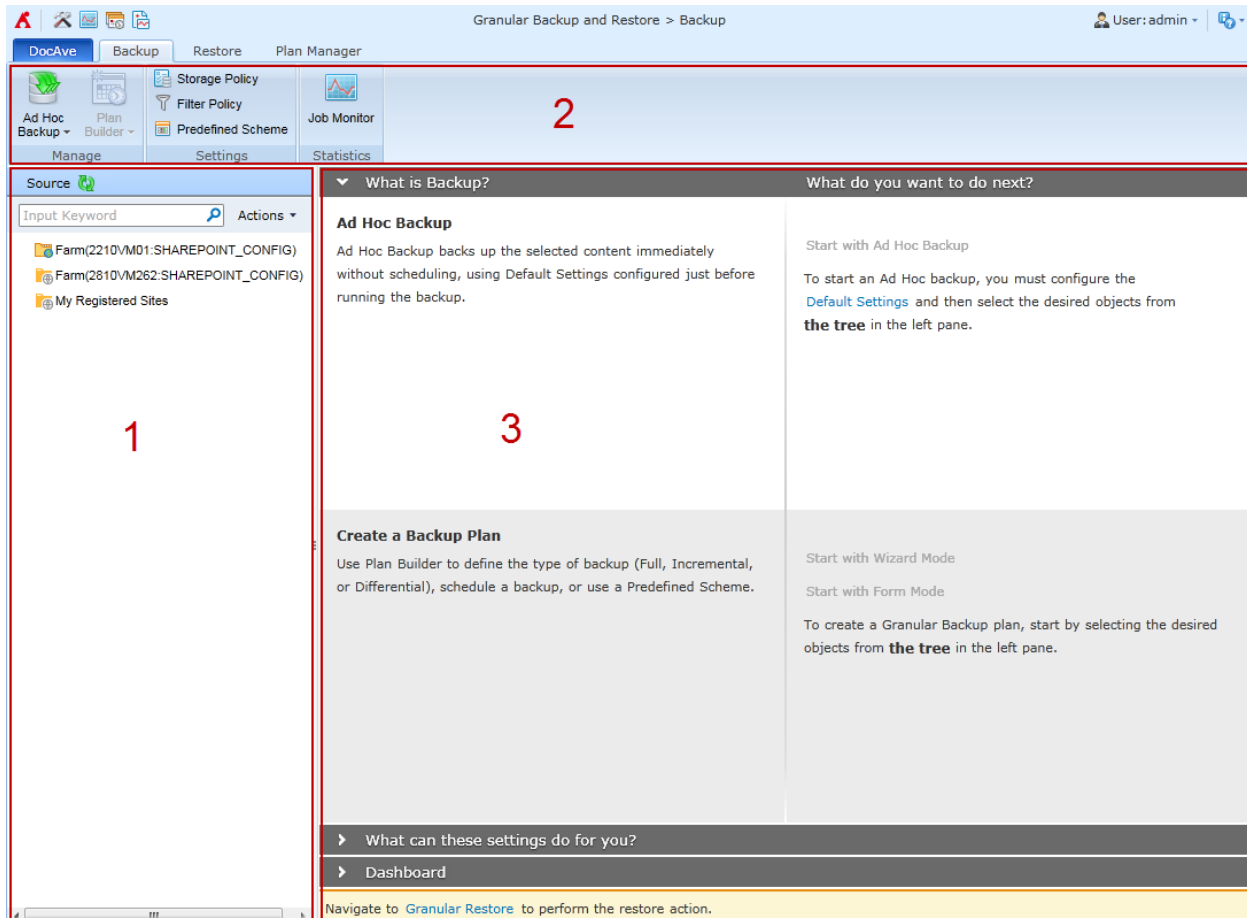 Granular Backup and Restore > Backup
User: admin
DocAve Backup Restore Plan Manager
Ad Hoc Backup
Plan Builder
Manage
Storage Policy
Filter Policy
Predefined Scheme
Settings
Job Monitor
Statistics
2
Source
Input Keyword
Actions
Farm(2210VM01:SHAREPOINT_CONFIG)
Farm(2810VM262:SHAREPOINT_CONFIG)
My Registered Sites
1
What is Backup?
What do you want to do next?
Ad Hoc Backup
Ad Hoc Backup backs up the selected content immediately
without scheduling, using Default Settings configured just before
running the backup.
Start with Ad Hoc Backup
To start an Ad Hoc backup, you must configure the
Default Settings and then select the desired objects from
the tree in the left pane.
3
Create a Backup Plan
Use Plan Builder to define the type of backup (Full, Incremental,
or Differential), schedule a backup, or use a Predefined Scheme.
Start with Wizard Mode
Start with Form Mode
To create a Granular Backup plan, start by selecting the desired
objects from the tree in the left pane.
What can these settings do for you?
Dashboard
Navigate to Granular Restore to perform the restore action.